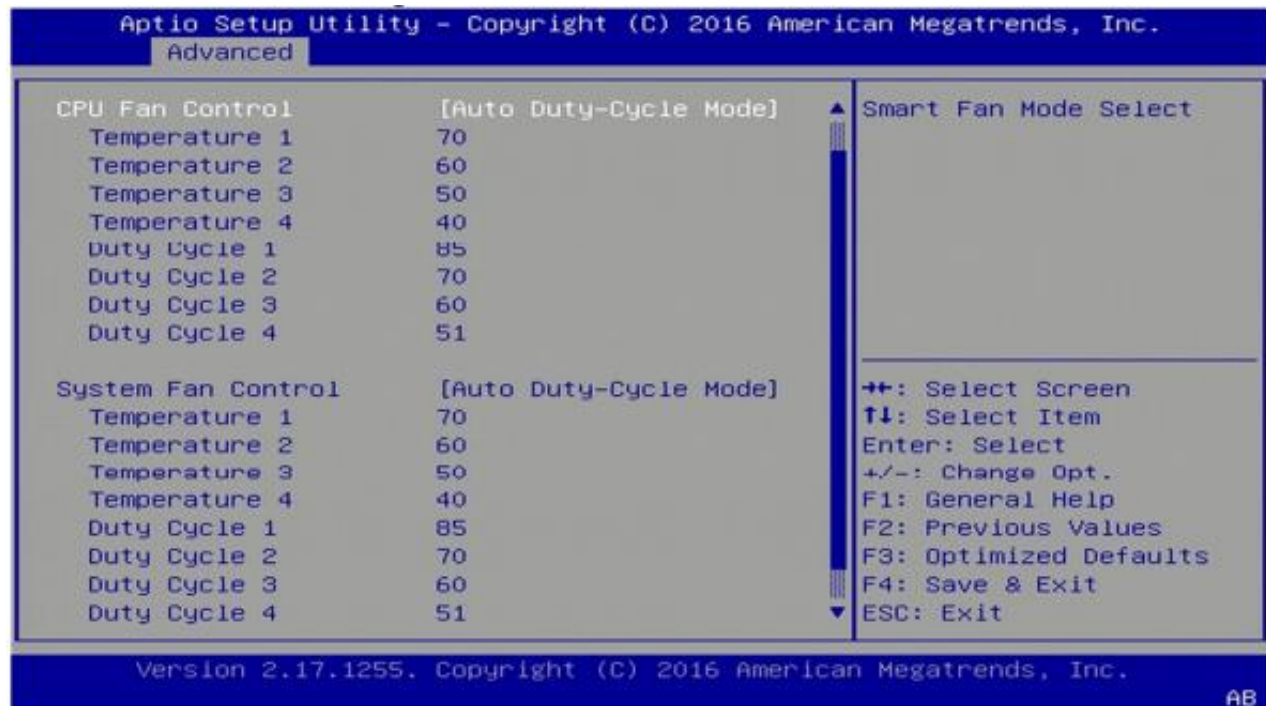 Aptio Setup Utility – Copyright (C) 2016 American Megatrends, Inc.
Advanced
CPU Fan Control [Auto Duty-Cycle Mode]
Temperature 1 70
Temperature 2 60
Temperature 3 50
Temperature 4 40
Duty Cycle 1 85
Duty Cycle 2 70
Duty Cycle 3 60
Duty Cycle 4 51
System Fan Control [Auto Duty-Cycle Mode]
Temperature 1 70
Temperature 2 60
Temperature 3 50
Temperature 4 40
Duty Cycle 1 85
Duty Cycle 2 70
Duty Cycle 3 60
Duty Cycle 4 51
Smart Fan Mode Select
→←: Select Screen
↑↓: Select Item
Enter: Select
+/-: Change Opt.
F1: General Help
F2: Previous Values
F3: Optimized Defaults
F4: Save & Exit
ESC: Exit
Version 2.17.1255. Copyright (C) 2016 American Megatrends, Inc.
AB